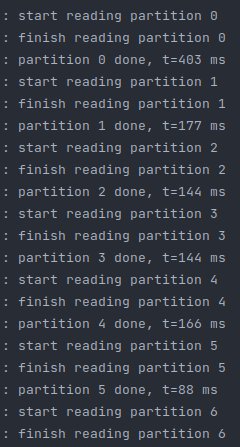 : start reading partition 0
: finish reading partition 0
: partition 0 done, t=403 ms
: start reading partition 1
: finish reading partition 1
: partition 1 done, t=177 ms
: start reading partition 2
: finish reading partition 2
: partition 2 done, t=144 ms
: start reading partition 3
: finish reading partition 3
: partition 3 done, t=144 ms
: start reading partition 4
: finish reading partition 4
: partition 4 done, t=166 ms
: start reading partition 5
: finish reading partition 5
: partition 5 done, t=88 ms
: start reading partition 6
: finish reading partition 6